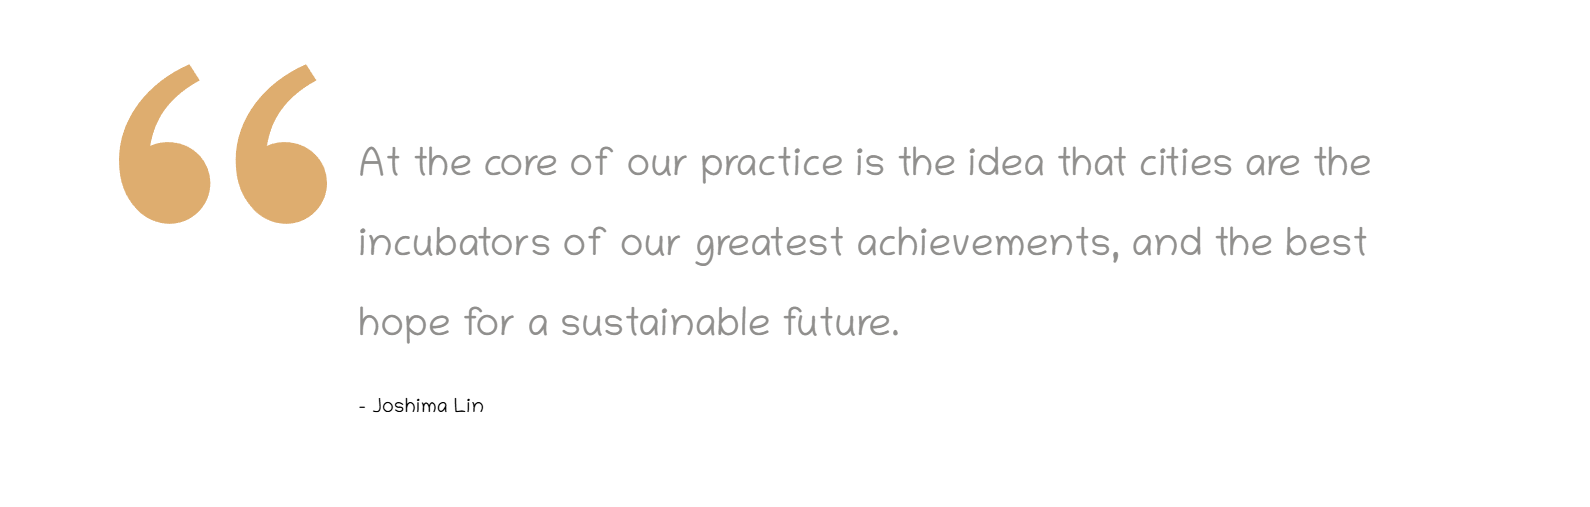 “
At the core of our practice is the idea that cities are the
incubators of our greatest achievements, and the best
hope for a sustainable future.
- Joshima Lin